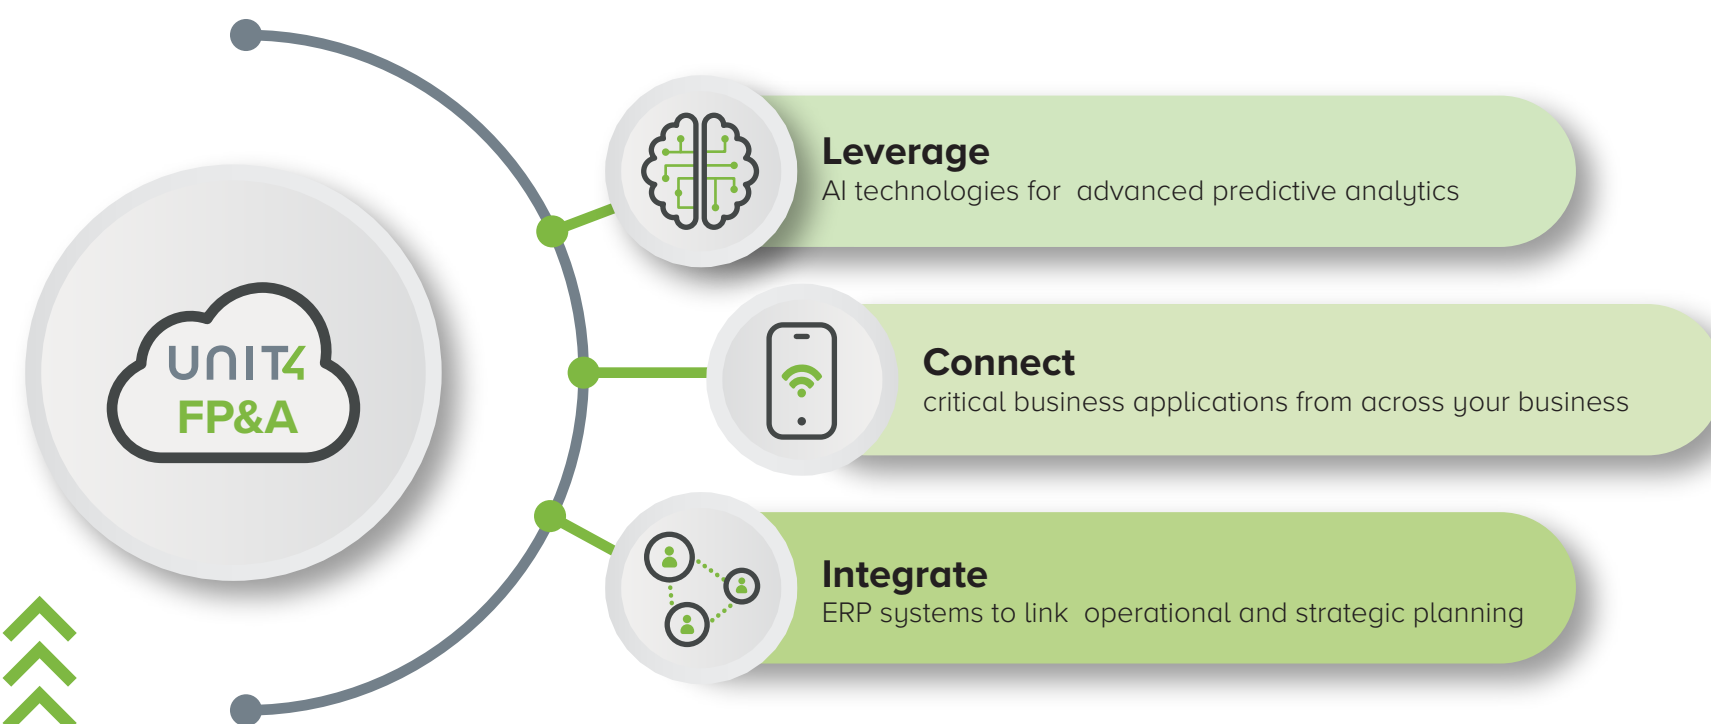 UNIT4
FP&A
Leverage
AI technologies for advanced predictive analytics
Connect
critical business applications from across your business
Integrate
ERP systems to link operational and strategic planning